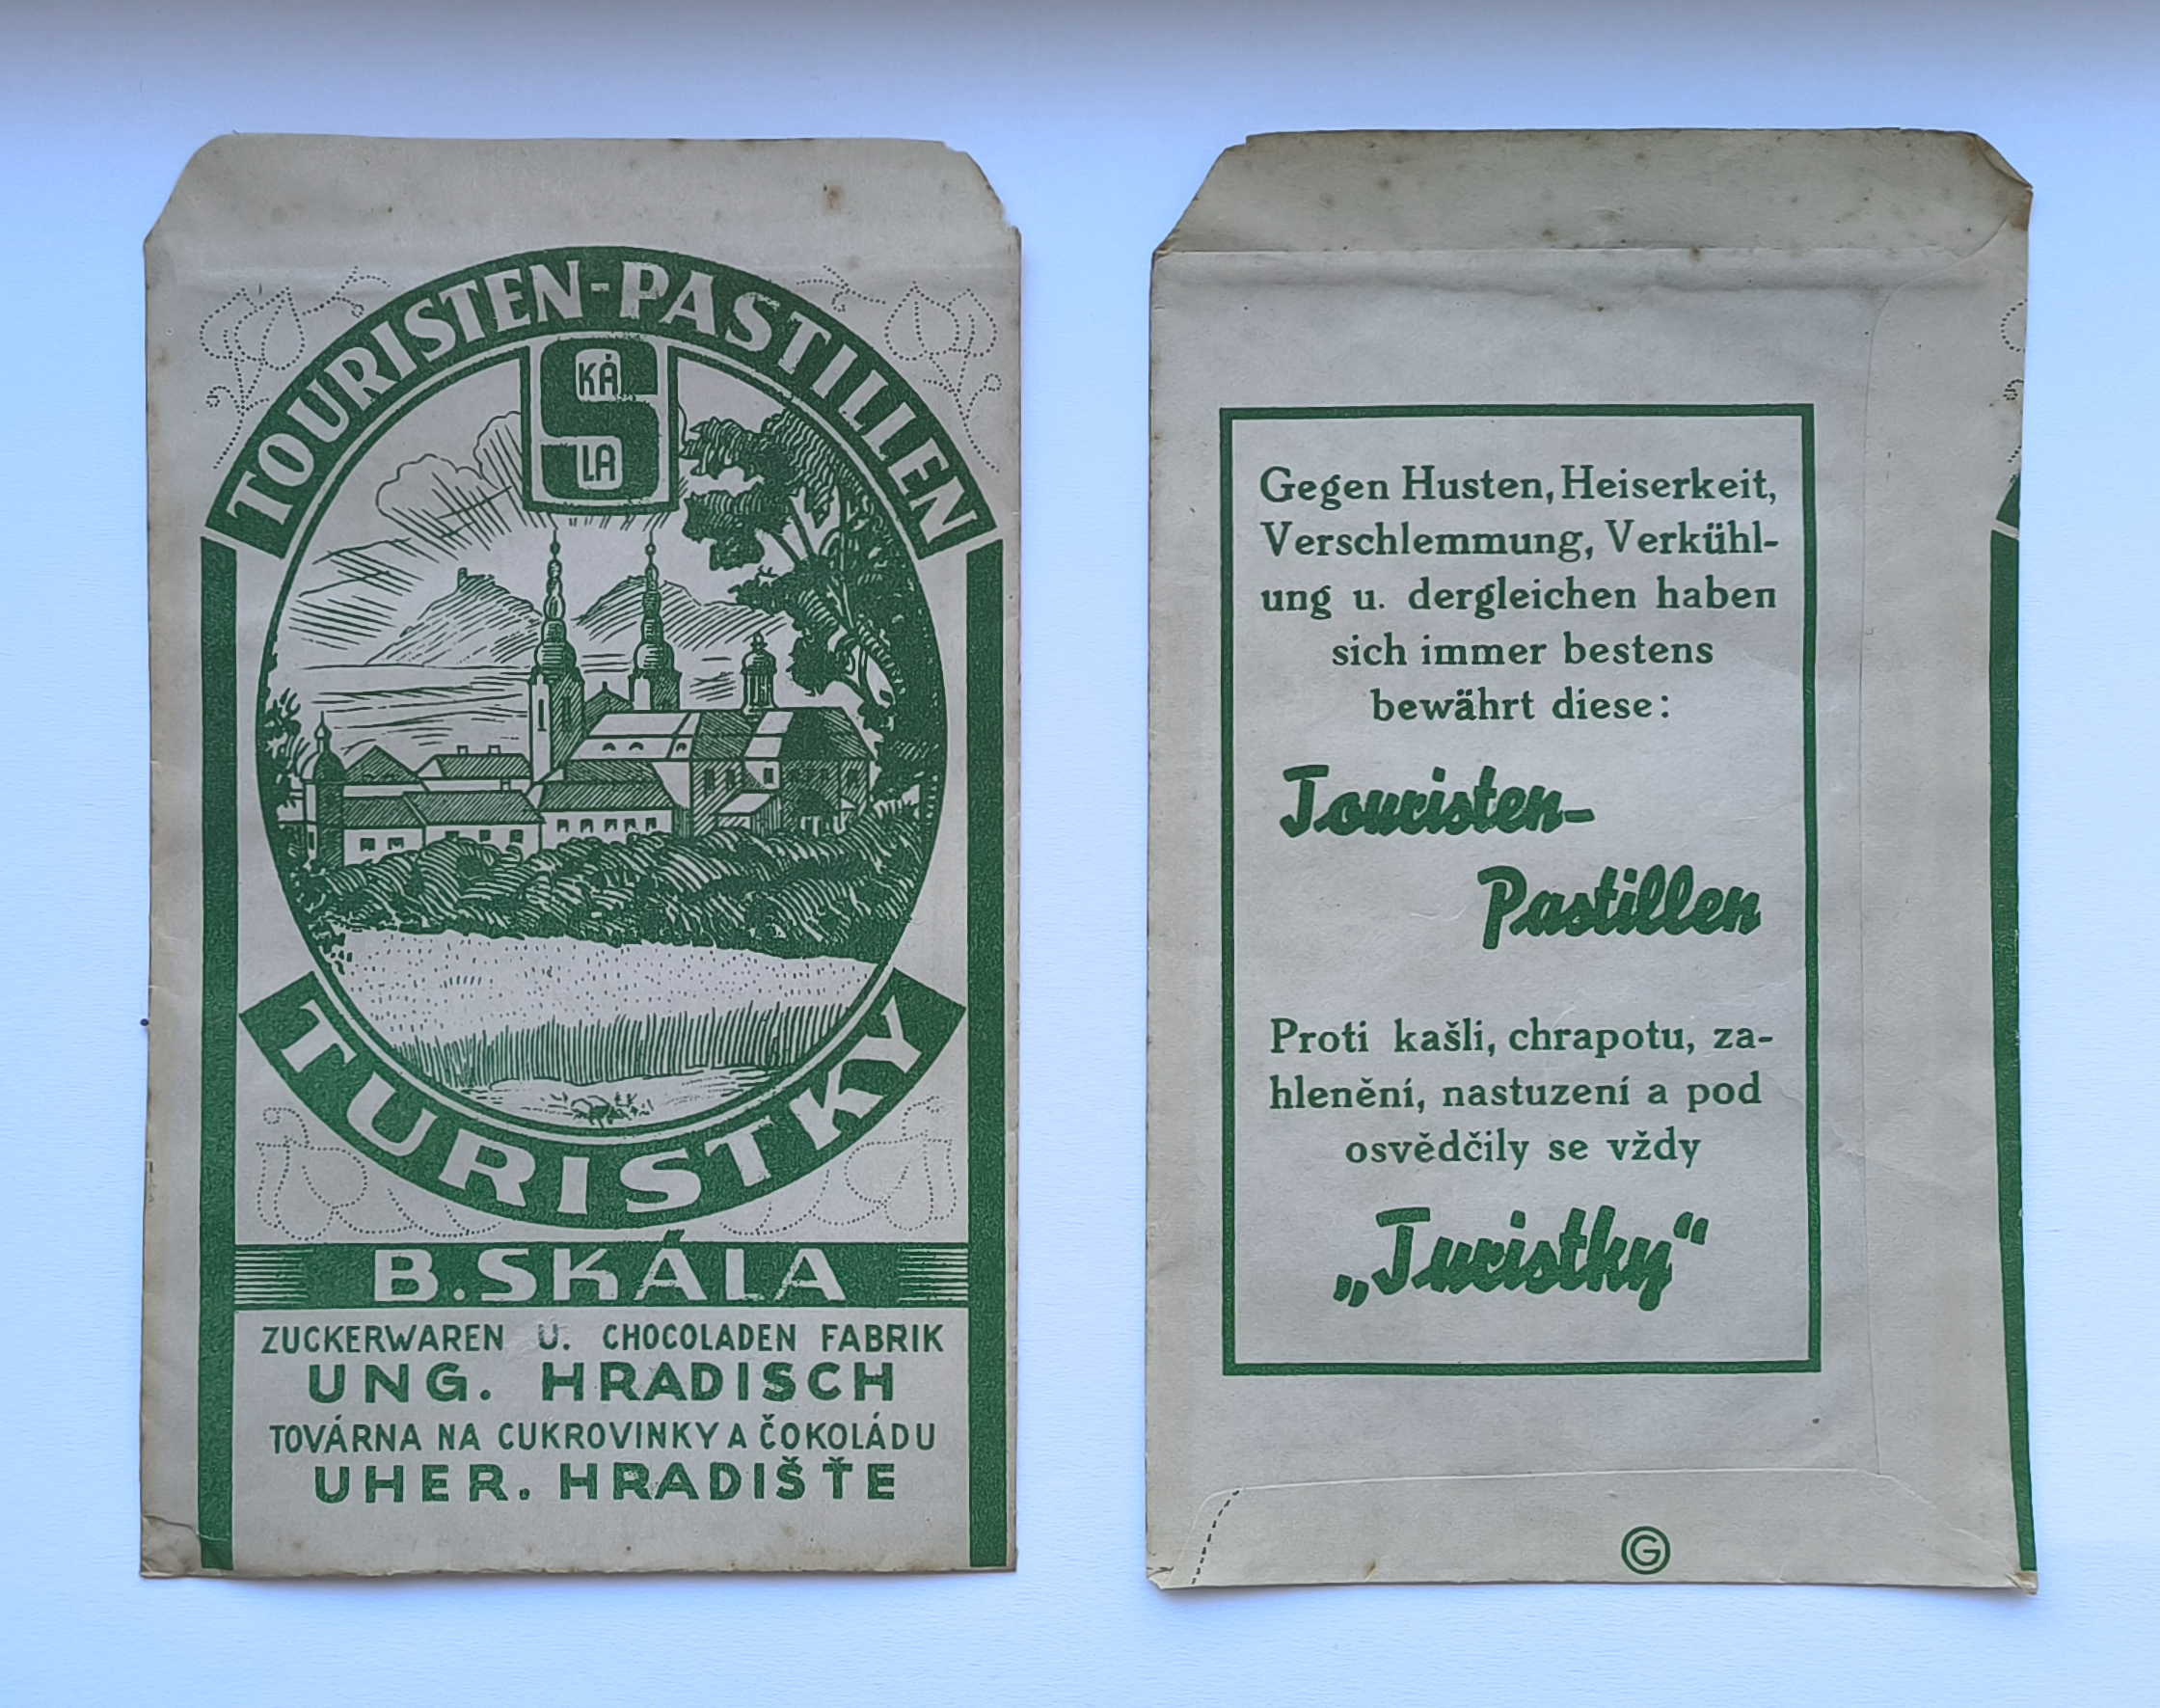 TOURISTEN-PASTILLEN
S
KÁ
LA
TURISTKY
B. SKÁLA
ZUCKERWAREN U. CHOCOLADEN FABRIK
UNG. HRADISCH
TOVÁRNA NA CUKROVINKY A ČOKOLÁDU
UHER. HRADIŠŤE
Gegen Husten, Heiserkeit,
Verschlemmung, Verkühl-
ung u. dergleichen haben
sich immer bestens
bewährt diese:
Touristen-
Pastillen
Proti kašli, chrapotu, za-
hlenění, nastuzení a pod
osvědčily se vždy
„Turistky“
G